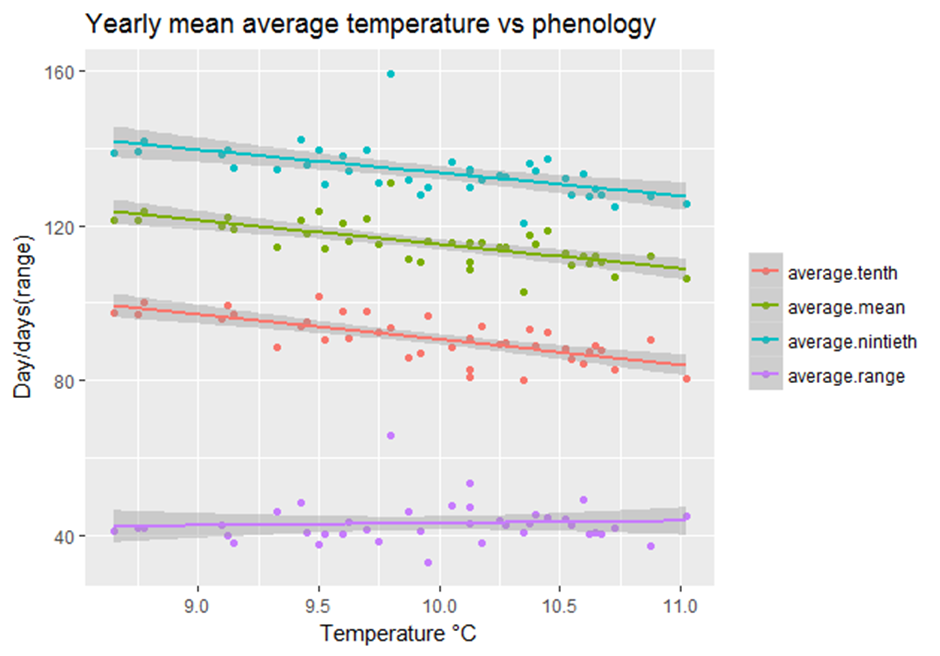 Yearly mean average temperature vs phenology
160
120
80
40
Day/days(range)
9.0 9.5 10.0 10.5 11.0
Temperature °C
average.tenth
average.mean
average.nintieth
average.range